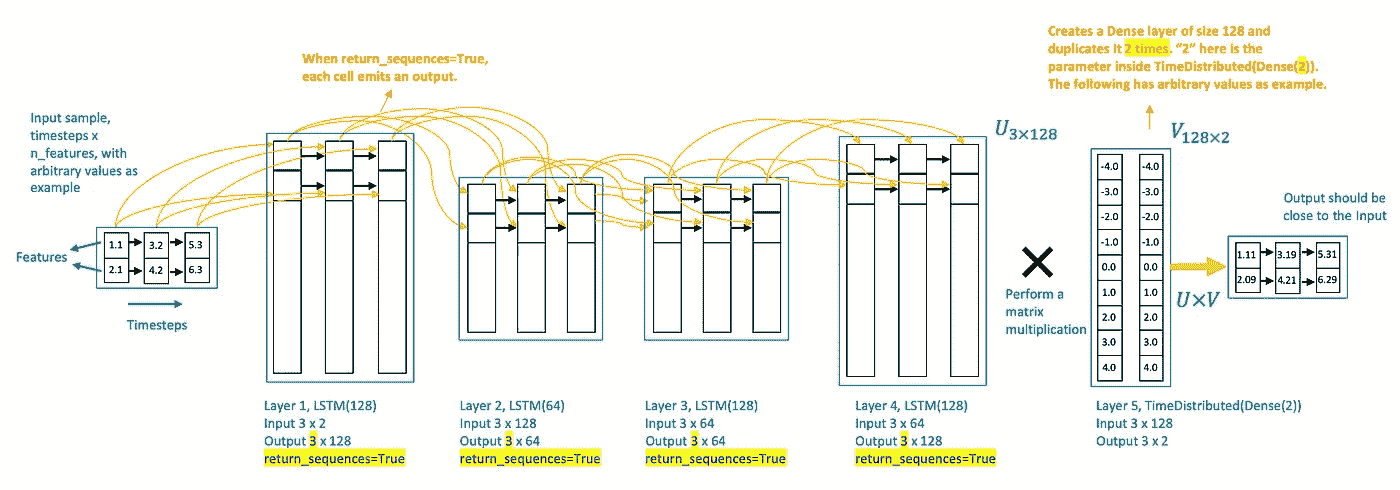 Creates a Dense layer of size 128 and
duplicates it 2 times. “2” here is the
parameter inside TimeDistributed(Dense(2)).
The following has arbitrary values as example.
When return_sequences=True,
each cell emits an output.
Input sample,
timesteps x
n_features, with
arbitrary values as
example
Features
1.1 3.2 5.3
2.1 4.2 6.3
Timesteps
Layer 1, LSTM(128)
Input 3 x 2
Output 3 x 128
return_sequences=True
Layer 2, LSTM(64)
Input 3 x 128
Output 3 x 64
return_sequences=True
Layer 3, LSTM(128)
Input 3 x 64
Output 3 x 64
return_sequences=True
Layer 4, LSTM(128)
Input 3 x 64
Output 3 x 128
return_sequences=True
U3×128
Perform a
matrix
multiplication
V128×2
-4.0 -4.0
-3.0 -3.0
-2.0 -2.0
-1.0 -1.0
0.0 0.0
1.0 1.0
2.0 2.0
3.0 3.0
4.0 4.0
Layer 5, TimeDistributed(Dense(2))
Input 3 x 128
Output 3 x 2
U×V
Output should be
close to the Input
1.11 3.19 5.31
2.09 4.21 6.29